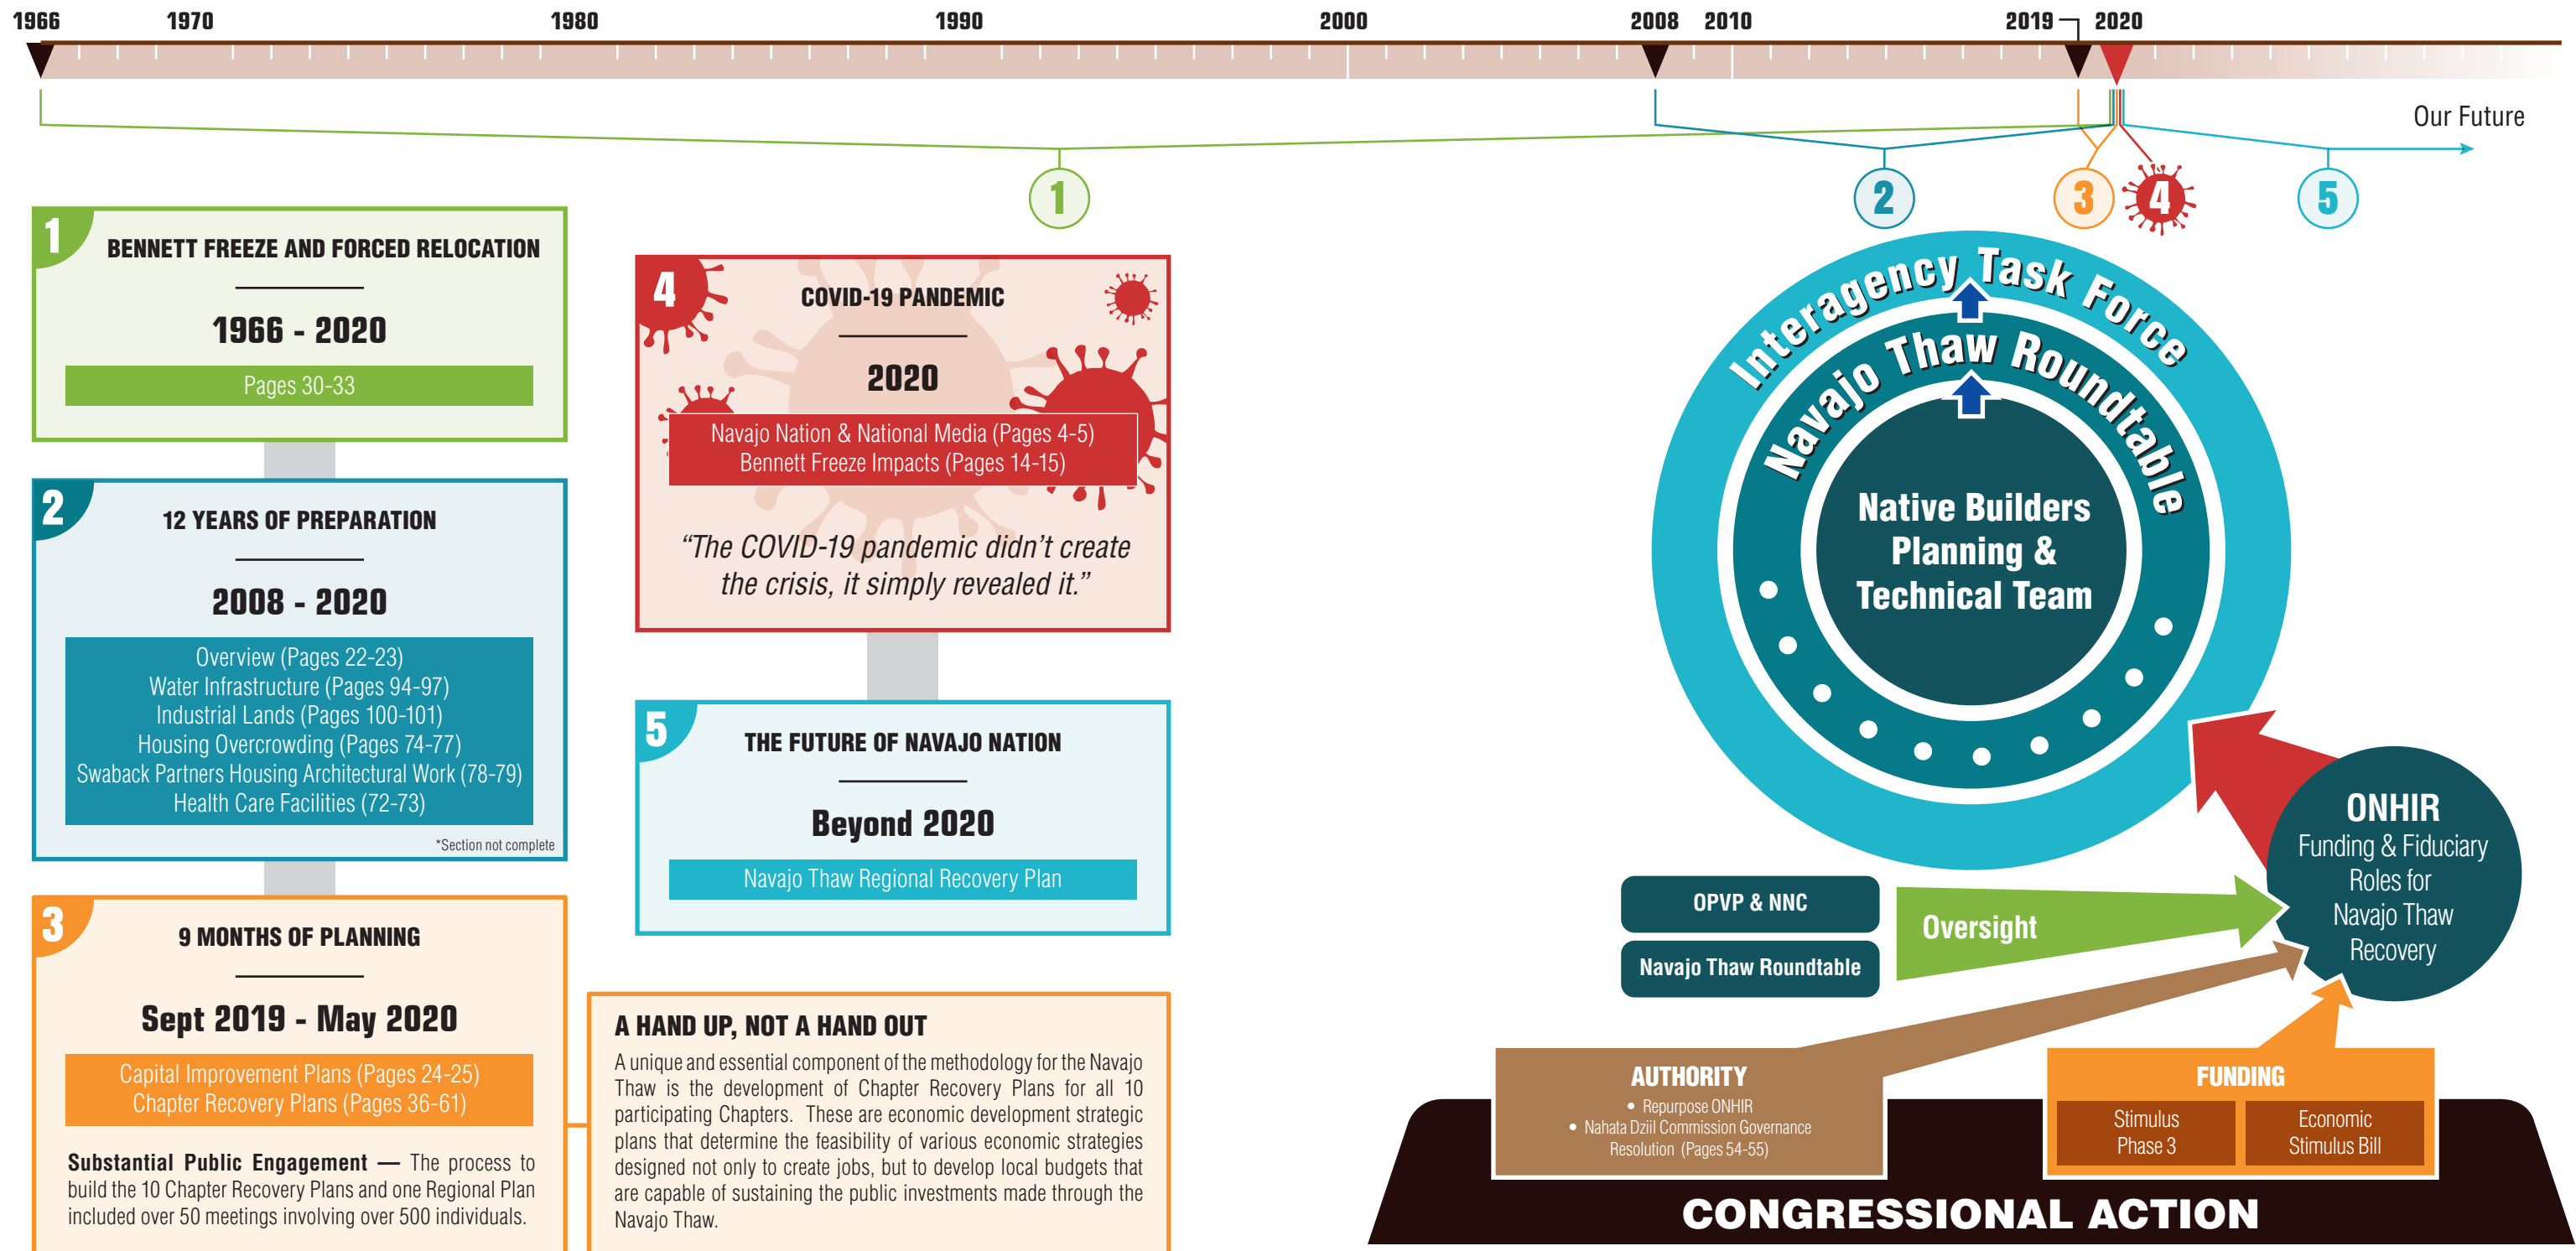 1966 1970 1980 1990 2000 2008 2010 2019 2020
Our Future
1 2 3 4 5
1
BENNETT FREEZE AND FORCED RELOCATION
1966 - 2020
Pages 30-33
2
12 YEARS OF PREPARATION
2008 - 2020
Overview (Pages 22-23)
Water Infrastructure (Pages 94-97)
Industrial Lands (Pages 100-101)
Housing Overcrowding (Pages 74-77)
Swaback Partners Housing Architectural Work (78-79)
Health Care Facilities (72-73)
*Section not complete
3
9 MONTHS OF PLANNING
Sept 2019 - May 2020
Capital Improvement Plans (Pages 24-25)
Chapter Recovery Plans (Pages 36-61)
Substantial Public Engagement — The process to
build the 10 Chapter Recovery Plans and one Regional Plan
included over 50 meetings involving over 500 individuals.
4
COVID-19 PANDEMIC
2020
Navajo Nation & National Media (Pages 4-5)
Bennett Freeze Impacts (Pages 14-15)
“The COVID-19 pandemic didn’t create
the crisis, it simply revealed it.”
5
THE FUTURE OF NAVAJO NATION
Beyond 2020
Navajo Thaw Regional Recovery Plan
A HAND UP, NOT A HAND OUT
A unique and essential component of the methodology for the Navajo
Thaw is the development of Chapter Recovery Plans for all 10
participating Chapters. These are economic development strategic
plans that determine the feasibility of various economic strategies
designed not only to create jobs, but to develop local budgets that
are capable of sustaining the public investments made through the
Navajo Thaw.
Interagency Task Force
Navajo Thaw Roundtable
Native Builders
Planning &
Technical Team
ONHIR
Funding & Fiduciary
Roles for
Navajo Thaw
Recovery
OPVP & NNC
Navajo Thaw Roundtable
Oversight
AUTHORITY
• Repurpose ONHIR
• Nahata Dziil Commission Governance
Resolution (Pages 54-55)
FUNDING
Stimulus
Phase 3
Economic
Stimulus Bill
CONGRESSIONAL ACTION